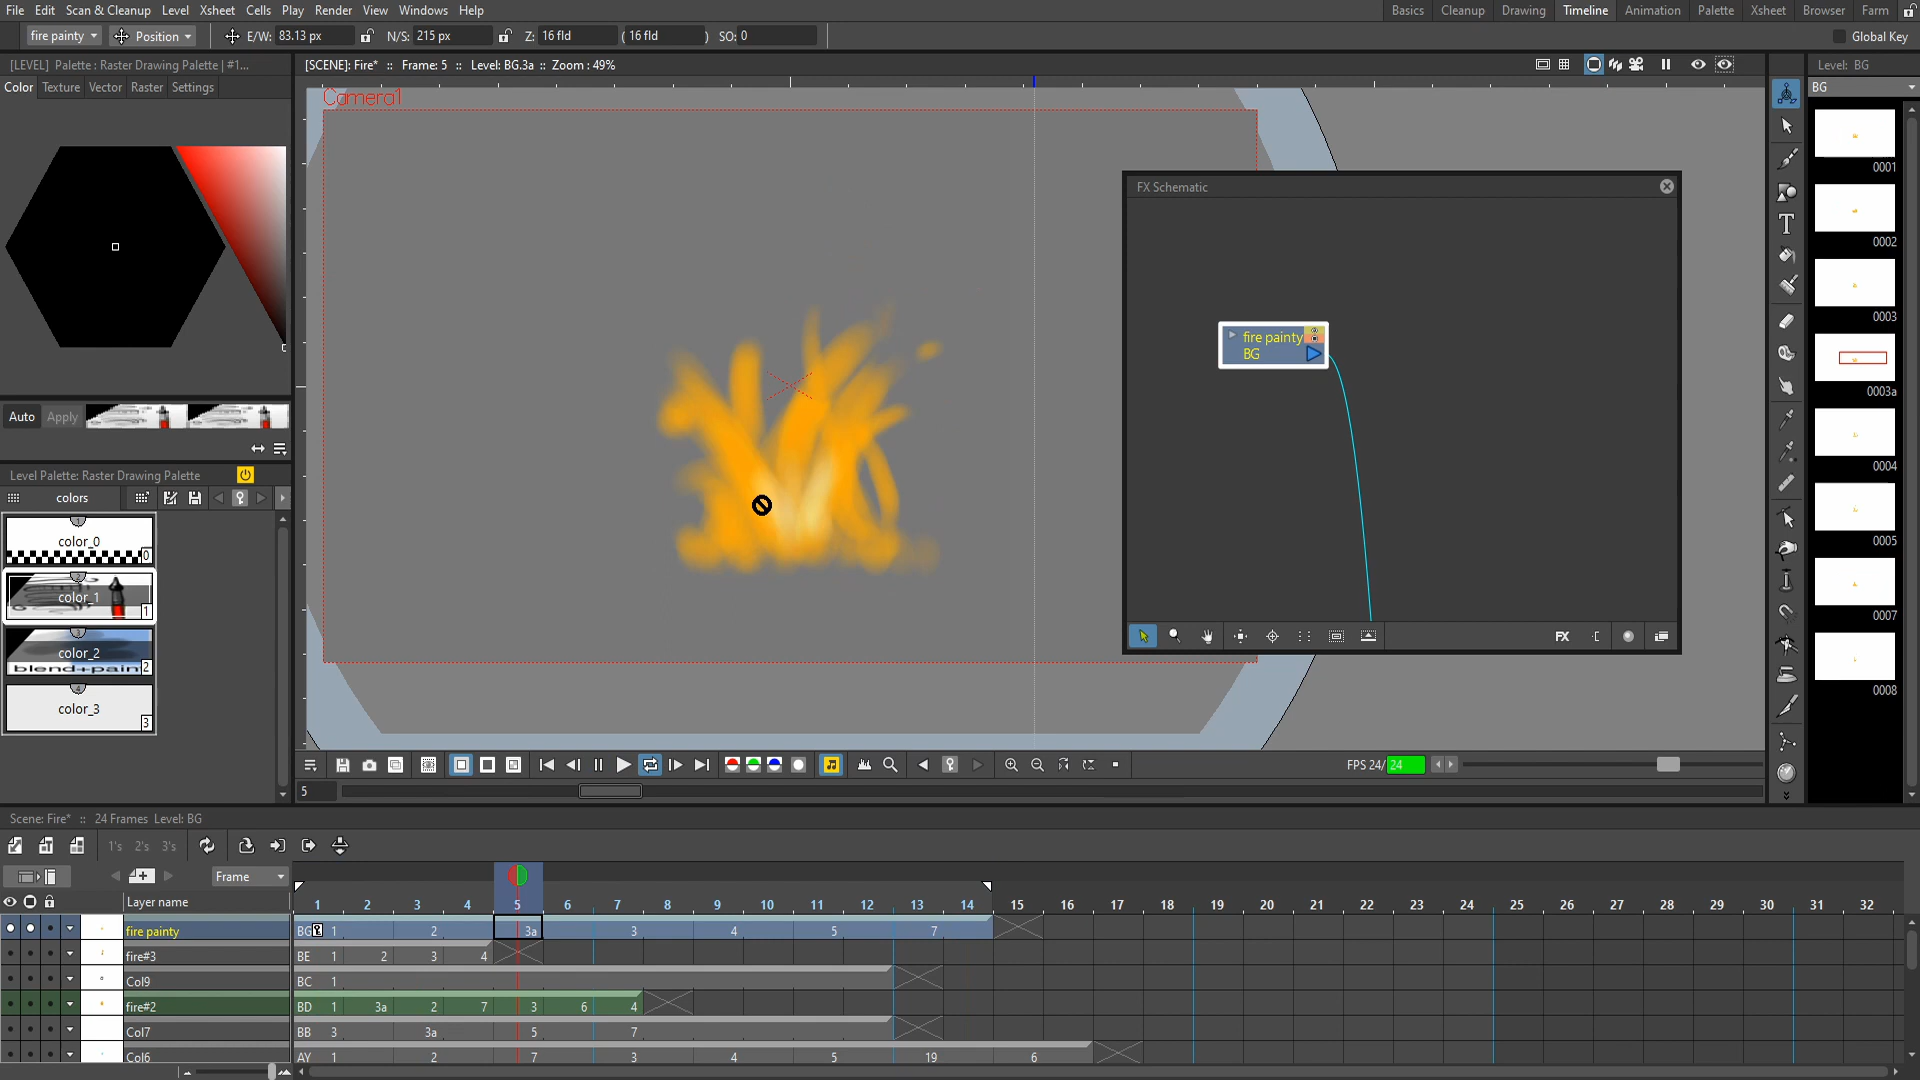 File Edit Scan & Cleanup Level Xsheet Cells Play Render View Windows Help
Basics Cleanup Drawing Timeline Animation Palette Xsheet Browser Farm
fire painty Position E/W: 83.13 px N/S: 215 px Z: 16 fld ( 16 fld ) SO: 0 Global Key
[LEVEL] Palette : Raster Drawing Palette | #1...
[SCENE]: Fire* :: Frame: 5 :: Level: BG.3a :: Zoom : 49%
Level: BG
Color Texture Vector Raster Settings
BG
Camera1
FX Schematic
fire painty
BG
0001
0002
0003
0003a
0004
0005
0007
0008
Auto Apply
Level Palette: Raster Drawing Palette
colors
color_0
0
color_1
1
color_2
blend+pain
2
color_3
3
FX
FPS 24/ 24
5
Scene: Fire* :: 24 Frames Level: BG
1's 2's 3's
Frame
Layer name
1 2 3 4 5 6 7 8 9 10 11 12 13 14 15 16 17 18 19 20 21 22 23 24 25 26 27 28 29 30 31 32
fire painty BG 1 2 3a 3 4 5 7
fire#3 BE 1 2 3 4
Col9 BC 1
fire#2 BD 1 3a 2 7 3 6 4
Col7 BB 3 3a 5 7
Col6 AY 1 2 7 3 4 5 19 6